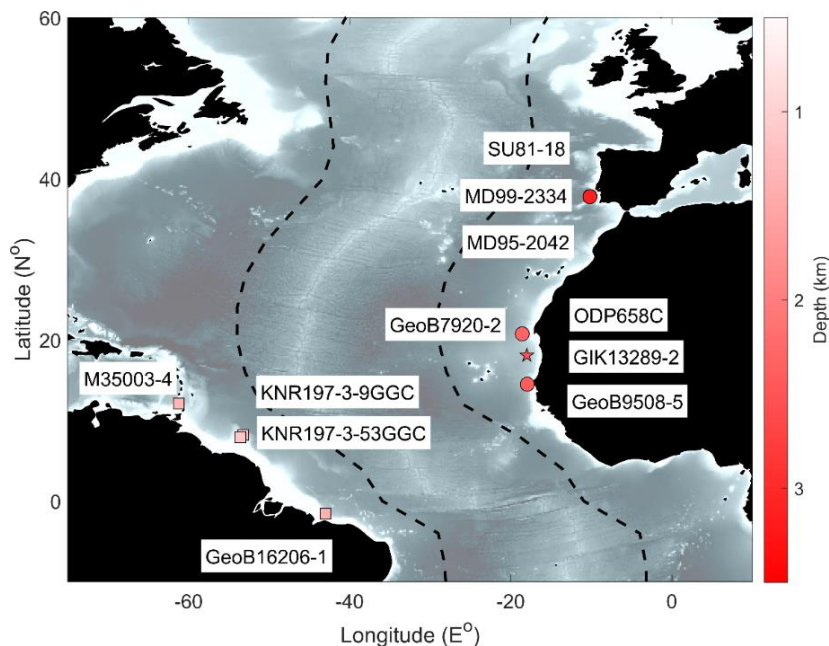 60
40
20
0
Latitude (N°)
-60
-40
-20
0
Longitude (E°)
SU81-18
MD99-2334
MD95-2042
GeoB7920-2
ODP658C
GIK13289-2
GeoB9508-5
M35003-4
KNR197-3-9GGC
KNR197-3-53GGC
GeoB16206-1
1
2
3
Depth (km)